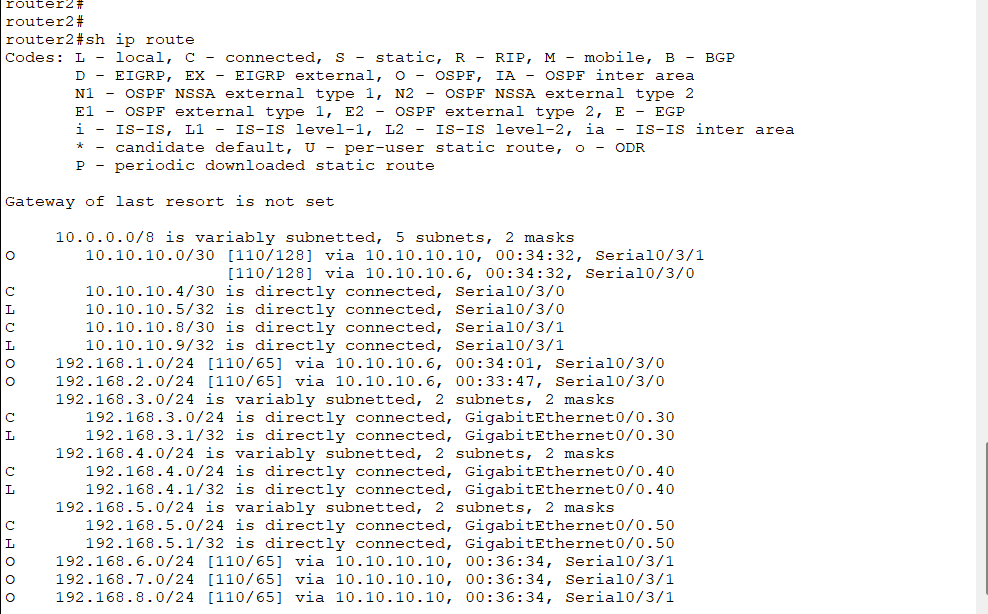 router2#
router2#
router2#sh ip route
Codes: L - local, C - connected, S - static, R - RIP, M - mobile, B - BGP
       D - EIGRP, EX - EIGRP external, O - OSPF, IA - OSPF inter area
       N1 - OSPF NSSA external type 1, N2 - OSPF NSSA external type 2
       E1 - OSPF external type 1, E2 - OSPF external type 2, E - EGP
       i - IS-IS, L1 - IS-IS level-1, L2 - IS-IS level-2, ia - IS-IS inter area
       * - candidate default, U - per-user static route, o - ODR
       P - periodic downloaded static route

Gateway of last resort is not set

     10.0.0.0/8 is variably subnetted, 5 subnets, 2 masks
O       10.10.10.0/30 [110/128] via 10.10.10.10, 00:34:32, Serial0/3/1
                      [110/128] via 10.10.10.6, 00:34:32, Serial0/3/0
C       10.10.10.4/30 is directly connected, Serial0/3/0
L       10.10.10.5/32 is directly connected, Serial0/3/0
C       10.10.10.8/30 is directly connected, Serial0/3/1
L       10.10.10.9/32 is directly connected, Serial0/3/1
O    192.168.1.0/24 [110/65] via 10.10.10.6, 00:34:01, Serial0/3/0
O    192.168.2.0/24 [110/65] via 10.10.10.6, 00:33:47, Serial0/3/0
     192.168.3.0/24 is variably subnetted, 2 subnets, 2 masks
C       192.168.3.0/24 is directly connected, GigabitEthernet0/0.30
L       192.168.3.1/32 is directly connected, GigabitEthernet0/0.30
     192.168.4.0/24 is variably subnetted, 2 subnets, 2 masks
C       192.168.4.0/24 is directly connected, GigabitEthernet0/0.40
L       192.168.4.1/32 is directly connected, GigabitEthernet0/0.40
     192.168.5.0/24 is variably subnetted, 2 subnets, 2 masks
C       192.168.5.0/24 is directly connected, GigabitEthernet0/0.50
L       192.168.5.1/32 is directly connected, GigabitEthernet0/0.50
O    192.168.6.0/24 [110/65] via 10.10.10.10, 00:36:34, Serial0/3/1
O    192.168.7.0/24 [110/65] via 10.10.10.10, 00:36:34, Serial0/3/1
O    192.168.8.0/24 [110/65] via 10.10.10.10, 00:36:34, Serial0/3/1